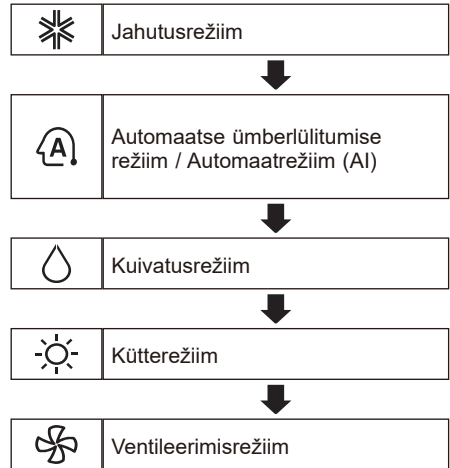 Jahutusrežiim
A
Automaatse ümberlülitumise
režiim / Automaatrežiim (AI)
Kuivatusrežiim
Kütterežiim
Ventileerimisrežiim